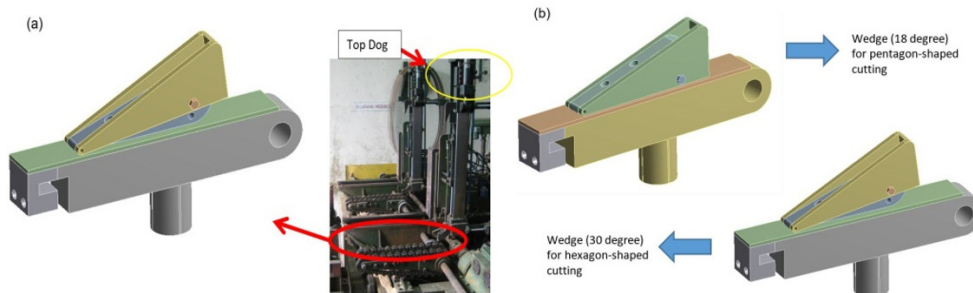 (a)
Top Dog
(b)
Wedge (18 degree)
for pentagon-shaped
cutting
Wedge (30 degree)
for hexagon-shaped
cutting